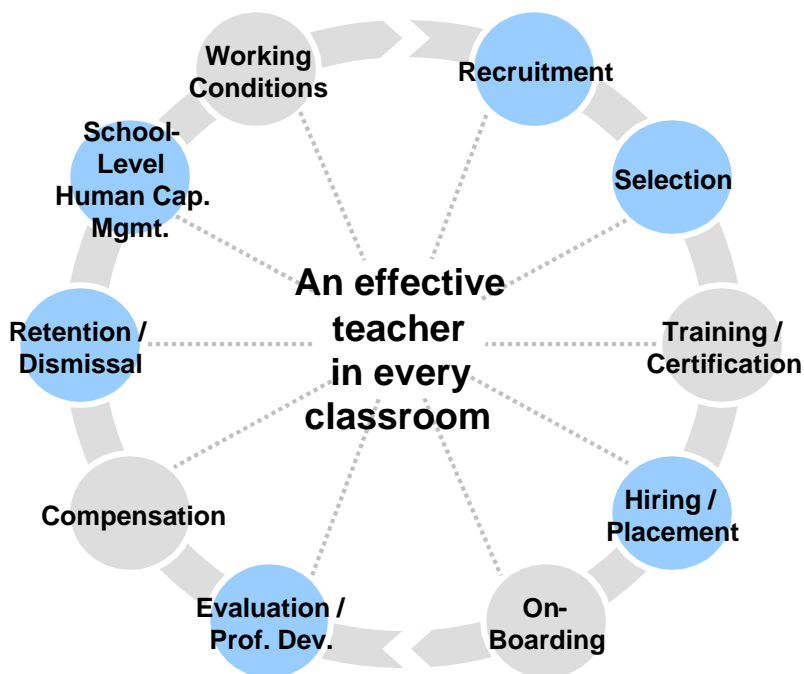 Working
Conditions
Recruitment
School-
Level
Human Cap.
Mgmt.
Selection
An effective
teacher
in every
classroom
Retention /
Dismissal
Training /
Certification
Compensation
Hiring /
Placement
Evaluation /
Prof. Dev.
On-
Boarding